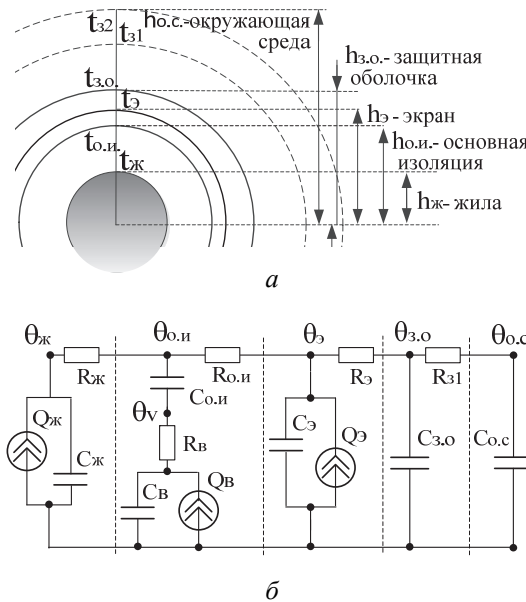 tз2
hо.с.-окружающая
среда
tз1
hз.о.- защитная
оболочка
tз.о.
tэ
hэ - экран
tо.и.
hо.и.- основная
изоляция
tж
hж- жила
а
θж
θо.и
θэ
θз.о
θо.с
Rж
Rо.и
Rэ
Rз1
Cо.и
θv
Qж
Rв
Cэ
Qэ
Cж
Cв
Qв
Cз.о
Cо.с
б